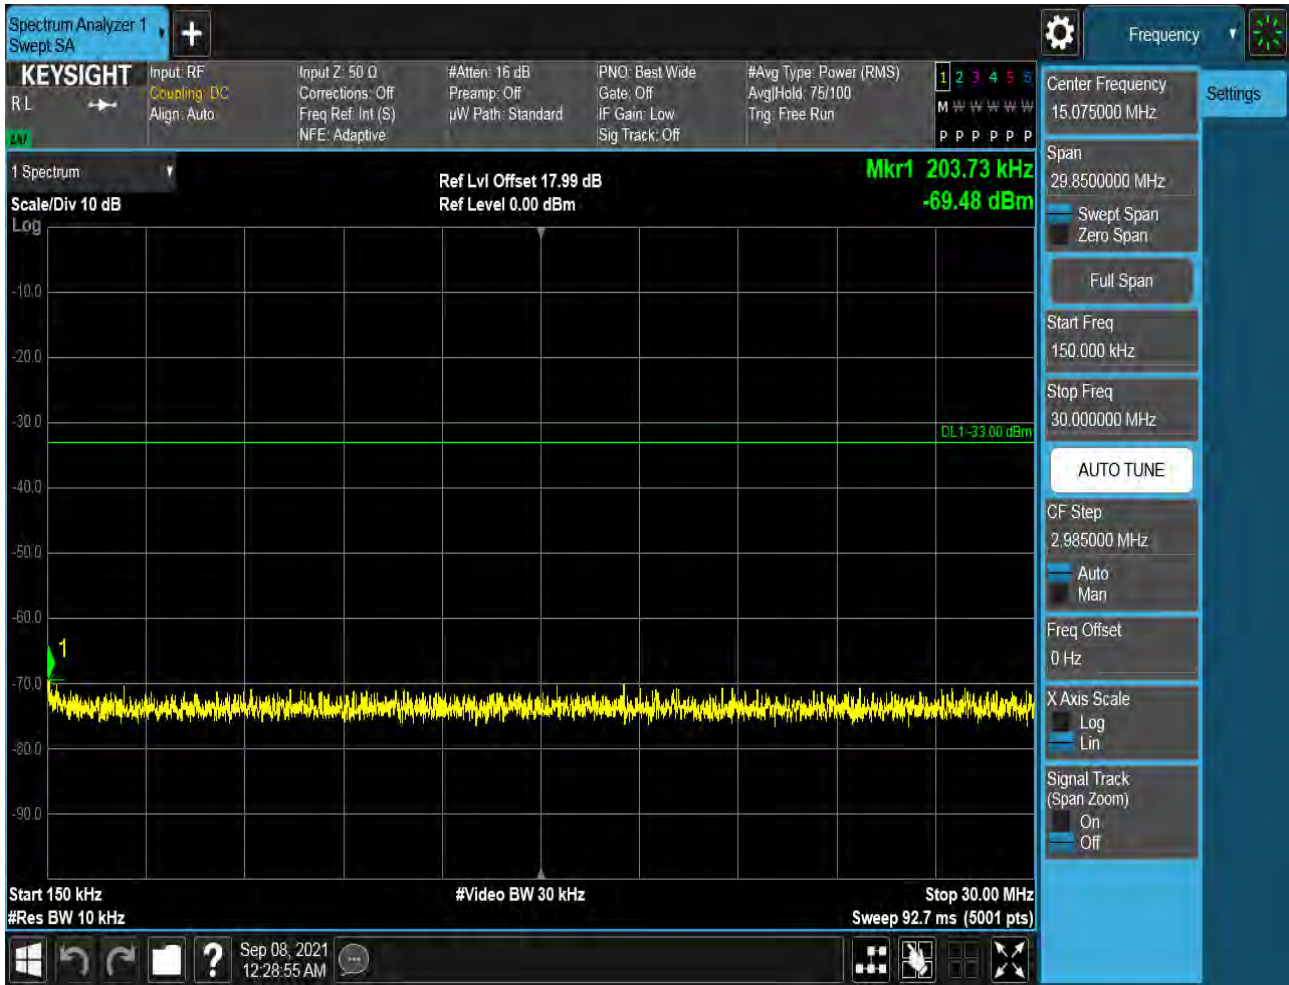 Spectrum Analyzer 1
Swept SA
Frequency
KEYSIGHT
R L
LNI
Input: RF
Coupling: DC
Align: Auto
Input Z: 50 Ω
Corrections: Off
Freq Ref: Int (S)
NFE: Adaptive
#Atten: 16 dB
Preamp: Off
µW Path: Standard
PNO: Best Wide
Gate: Off
IF Gain: Low
Sig Track: Off
#Avg Type: Power (RMS)
Avg|Hold: 75/100
Trig: Free Run
1 2 3 4 5 6
M W W W W W
P P P P P P
1 Spectrum
Scale/Div 10 dB
Log
Ref Lvl Offset 17.99 dB
Ref Level 0.00 dBm
Mkr1 203.73 kHz
-69.48 dBm
-10.0
-20.0
-30.0
DL1 -33.00 dBm
-40.0
-50.0
-60.0
1
-70.0
-80.0
-90.0
Start 150 kHz
#Res BW 10 kHz
#Video BW 30 kHz
Stop 30.00 MHz
Sweep 92.7 ms (5001 pts)
Sep 08, 2021
12:28:55 AM
Center Frequency
15.075000 MHz
Settings
Span
29.8500000 MHz
Swept Span
Zero Span
Full Span
Start Freq
150.000 kHz
Stop Freq
30.000000 MHz
AUTO TUNE
CF Step
2.985000 MHz
Auto
Man
Freq Offset
0 Hz
X Axis Scale
Log
Lin
Signal Track
(Span Zoom)
On
Off